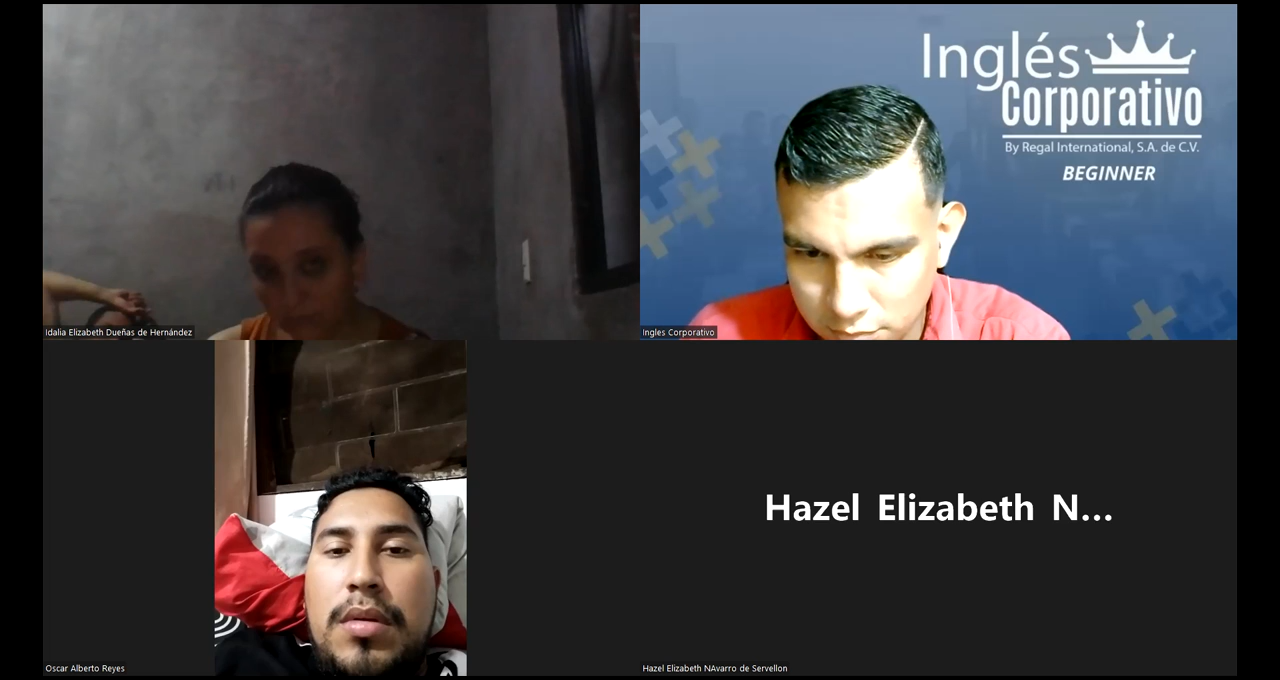 Inglés
Corporativo
By Regal International, S.A. de C.V.
BEGINNER
Idalia Elizabeth Dueñas de Hernández
Ingles Corporativo
Hazel Elizabeth N...
Oscar Alberto Reyes
Hazel Elizabeth NAvarro de Servellon